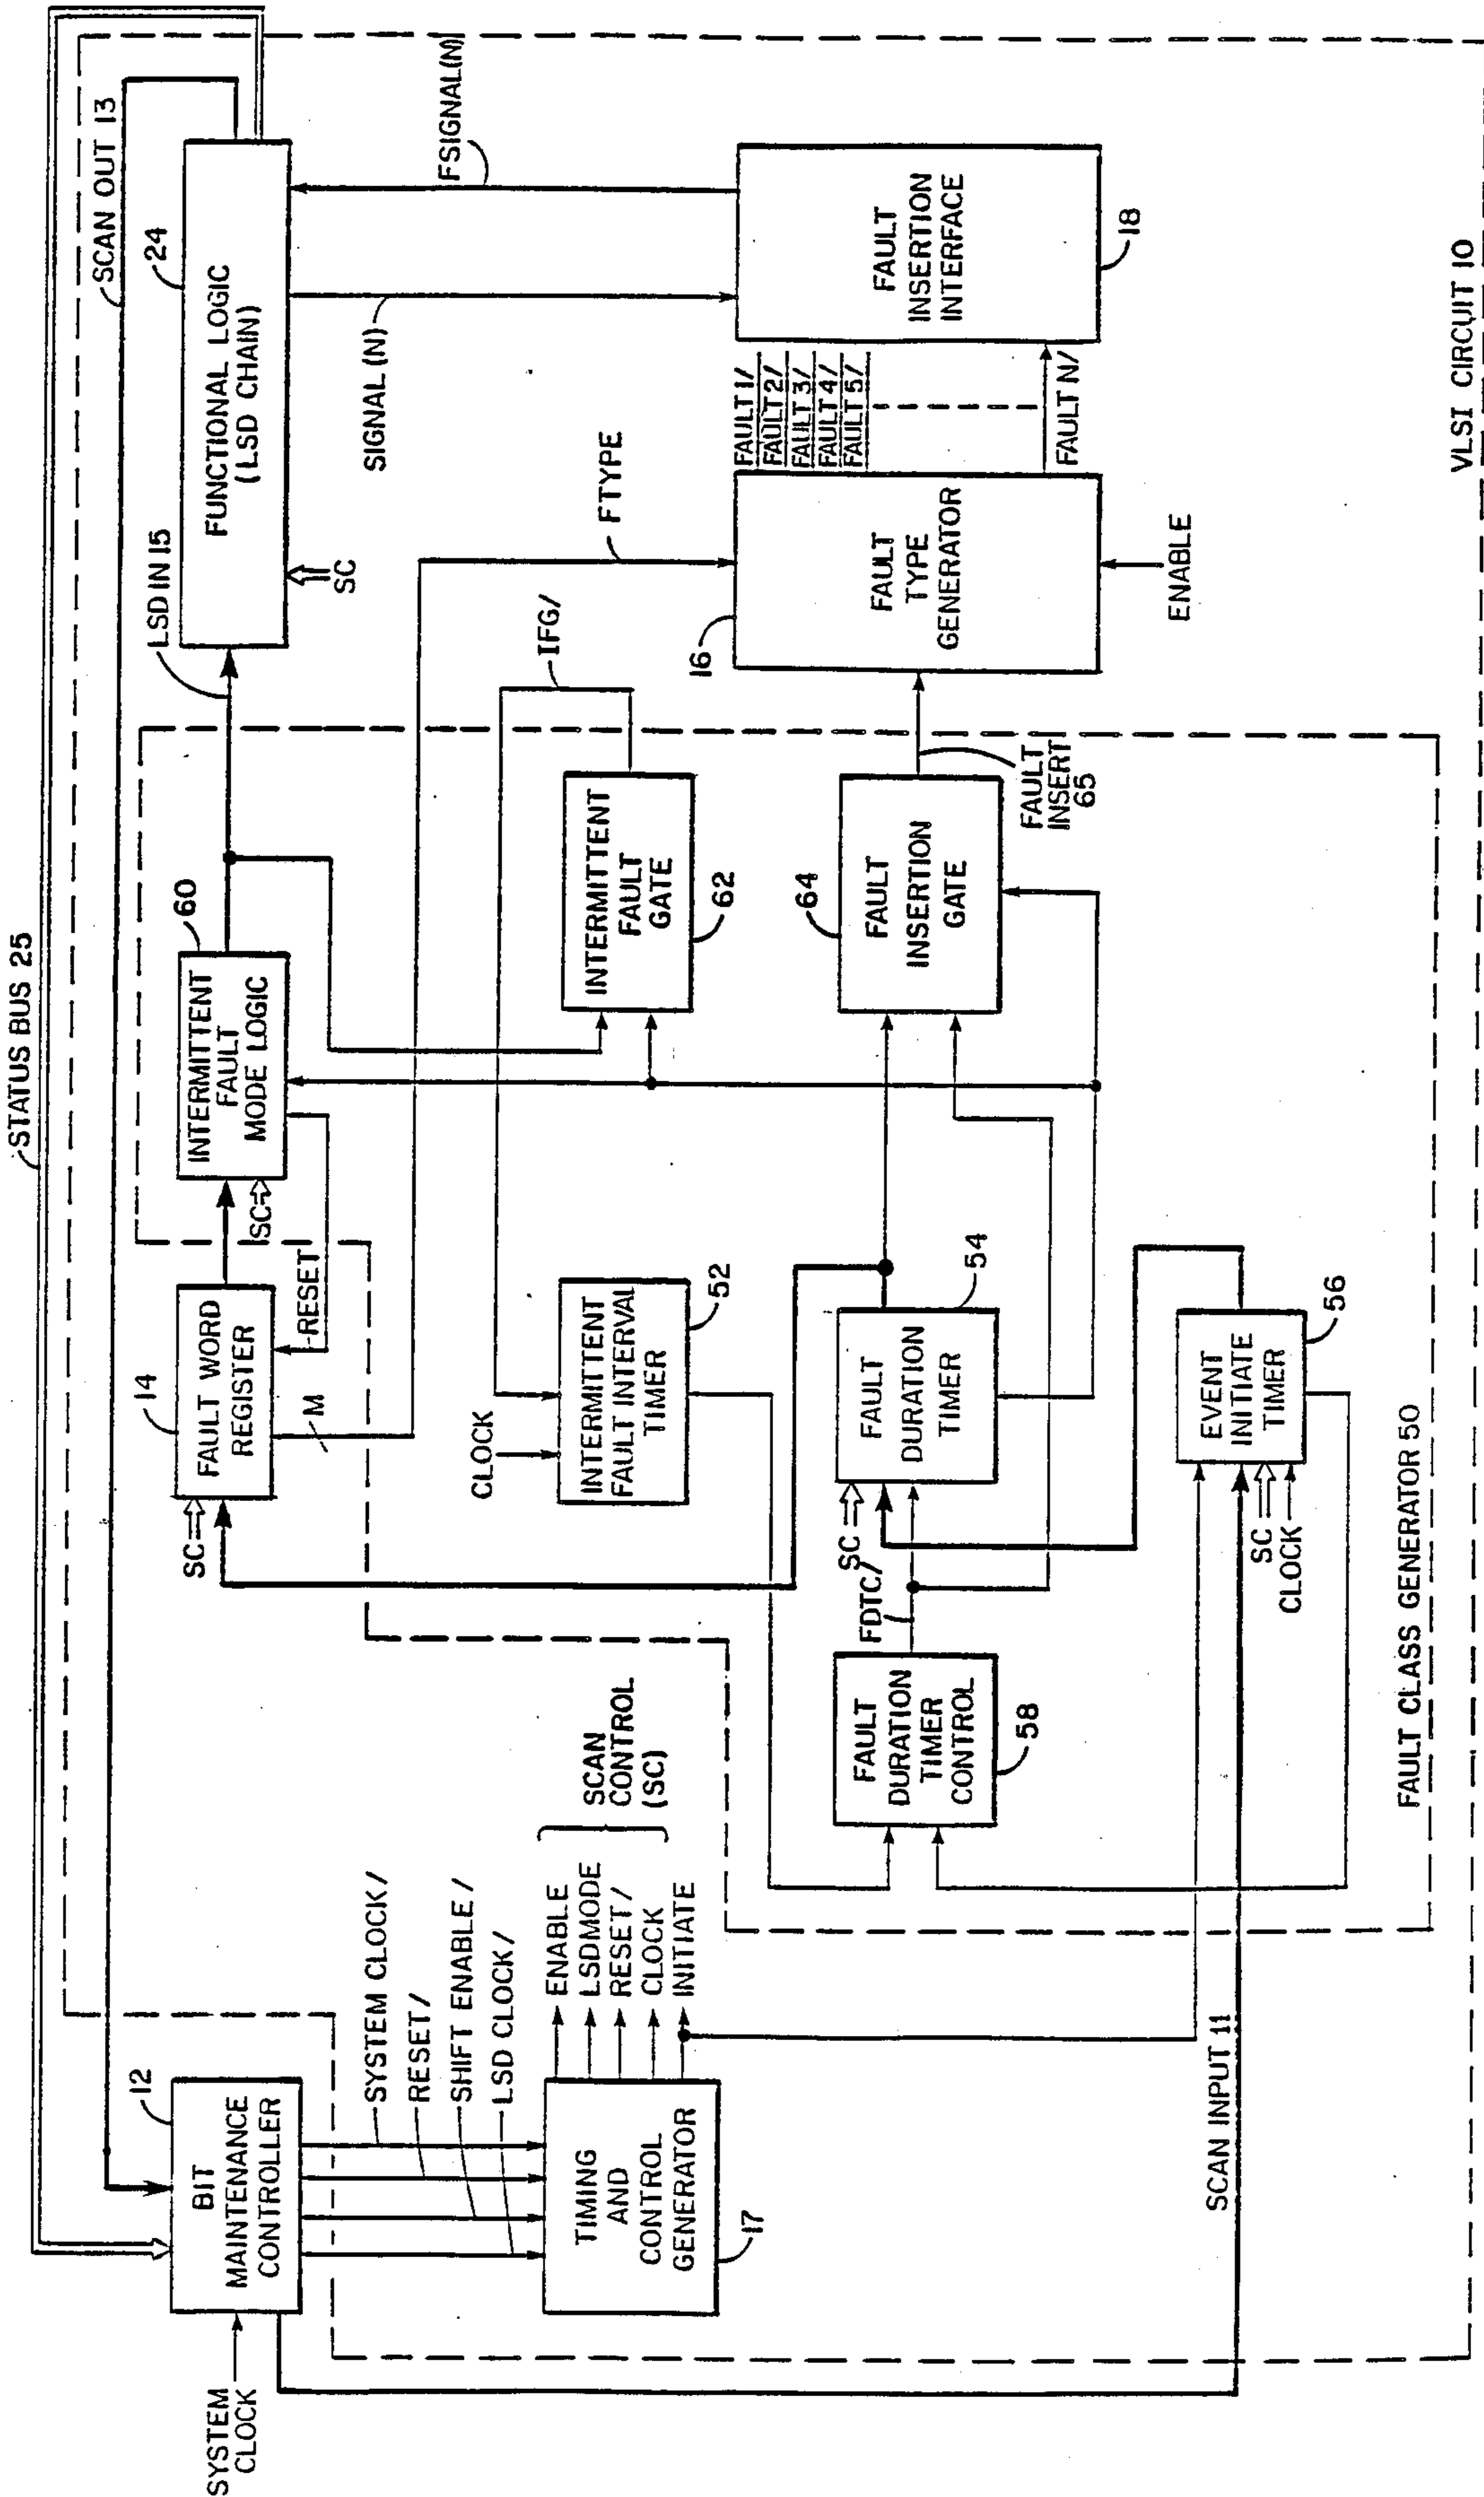 STATUS BUS 25
SCAN OUT 13
SYSTEM
CLOCK
BIT
MAINTENANCE
CONTROLLER
12
SYSTEM CLOCK/
RESET/
SHIFT ENABLE/
LSD CLOCK/
TIMING
AND
CONTROL
GENERATOR
17
ENABLE
LSDMODE
RESET/
CLOCK
INITIATE
SCAN
CONTROL
(SC)
SCAN INPUT 11
14
FAULT WORD
REGISTER
SC
M
RESET
60
INTERMITTENT
FAULT
MODE LOGIC
SC
LSD IN 15
24
FUNCTIONAL LOGIC
(LSD CHAIN)
SC
CLOCK
INTERMITTENT
FAULT INTERVAL
TIMER
52
INTERMITTENT
FAULT
GATE
62
IFG/
FTYPE
SIGNAL (N)
FSIGNAL(N)
FAULT
DURATION
TIMER
CONTROL
58
FDTC/
SC
FAULT
DURATION
TIMER
54
64
FAULT
INSERTION
GATE
FAULT
INSERT
65
16
FAULT
TYPE
GENERATOR
ENABLE
FAULT 1/
FAULT 2/
FAULT 3/
FAULT 4/
FAULT 5/
FAULT N/
FAULT
INSERTION
INTERFACE
18
SC
CLOCK
EVENT
INITIATE
TIMER
56
FAULT CLASS GENERATOR 50
VLSI CIRCUIT 10